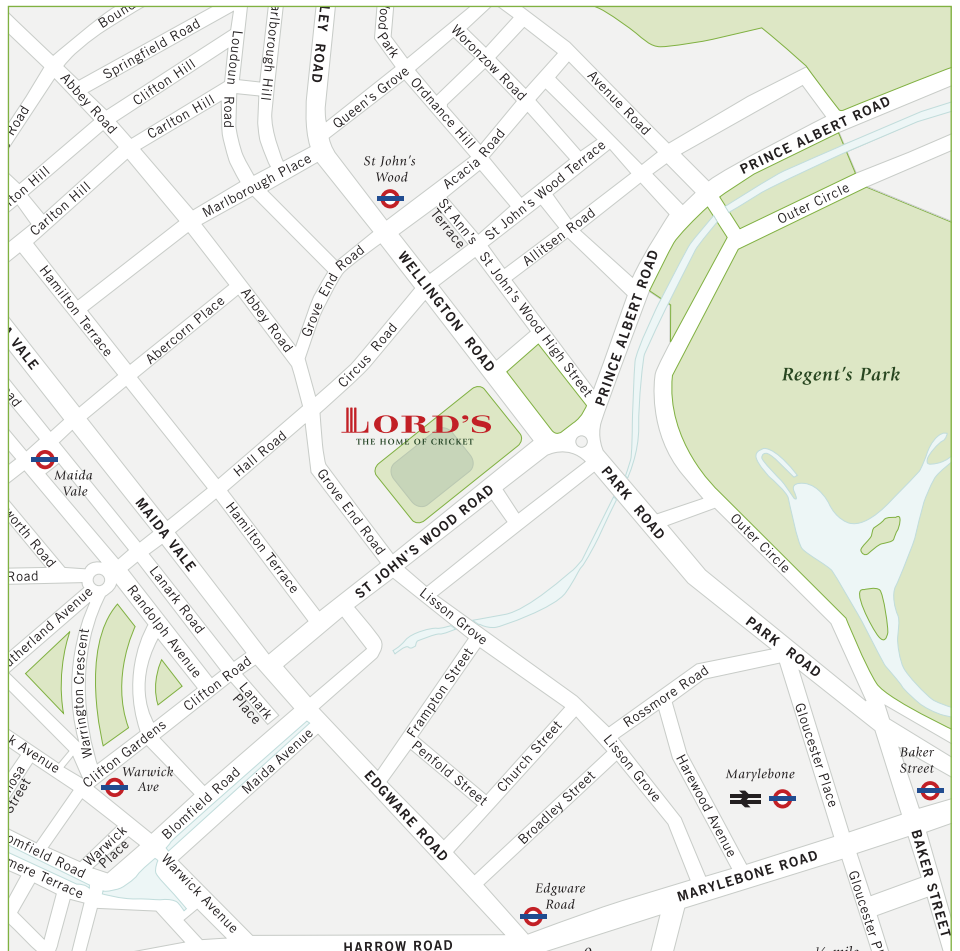 Springfield Road
Clifton Hill
Carlton Hill
Loudoun Road
Abbey Road
Queen's Grove
Ordnance Hill
Woronzow Road
Avenue Road
PRINCE ALBERT ROAD
Outer Circle
Marlborough Place
St John's
Wood
Acacia Road
St Ann's
Terrace
St John's Wood Terrace
Allitsen Road
Carlton Hill
Hamilton Terrace
Abercorn Place
Abbey Road
Grove End Road
Circus Road
WELLINGTON ROAD
St John's Wood High Street
PRINCE ALBERT ROAD
Regent's Park
LORD'S
THE HOME OF CRICKET
VALE
Road
Maida
Vale
Hall Road
Grove End Road
ST JOHN'S WOOD ROAD
PARK ROAD
Outer Circle
MAIDA VALE
Hamilton Terrace
Road
Lanark Road
Randolph Avenue
Warrington Crescent
Clifton Road
Lanark
Place
Clifton Gardens
Lisson Grove
Frampton Street
Penfold Street
Church Street
Broadley Street
Rossmore Road
Lisson Grove
Harewood Avenue
Gloucester Place
PARK ROAD
Marylebone
Baker
Street
Warwick
Ave
Blomfield Road
Maida Avenue
EDGWARE ROAD
Warwick
Place
Warwick Avenue
Edgware
Road
MARYLEBONE ROAD
BAKER STREET
HARROW ROAD